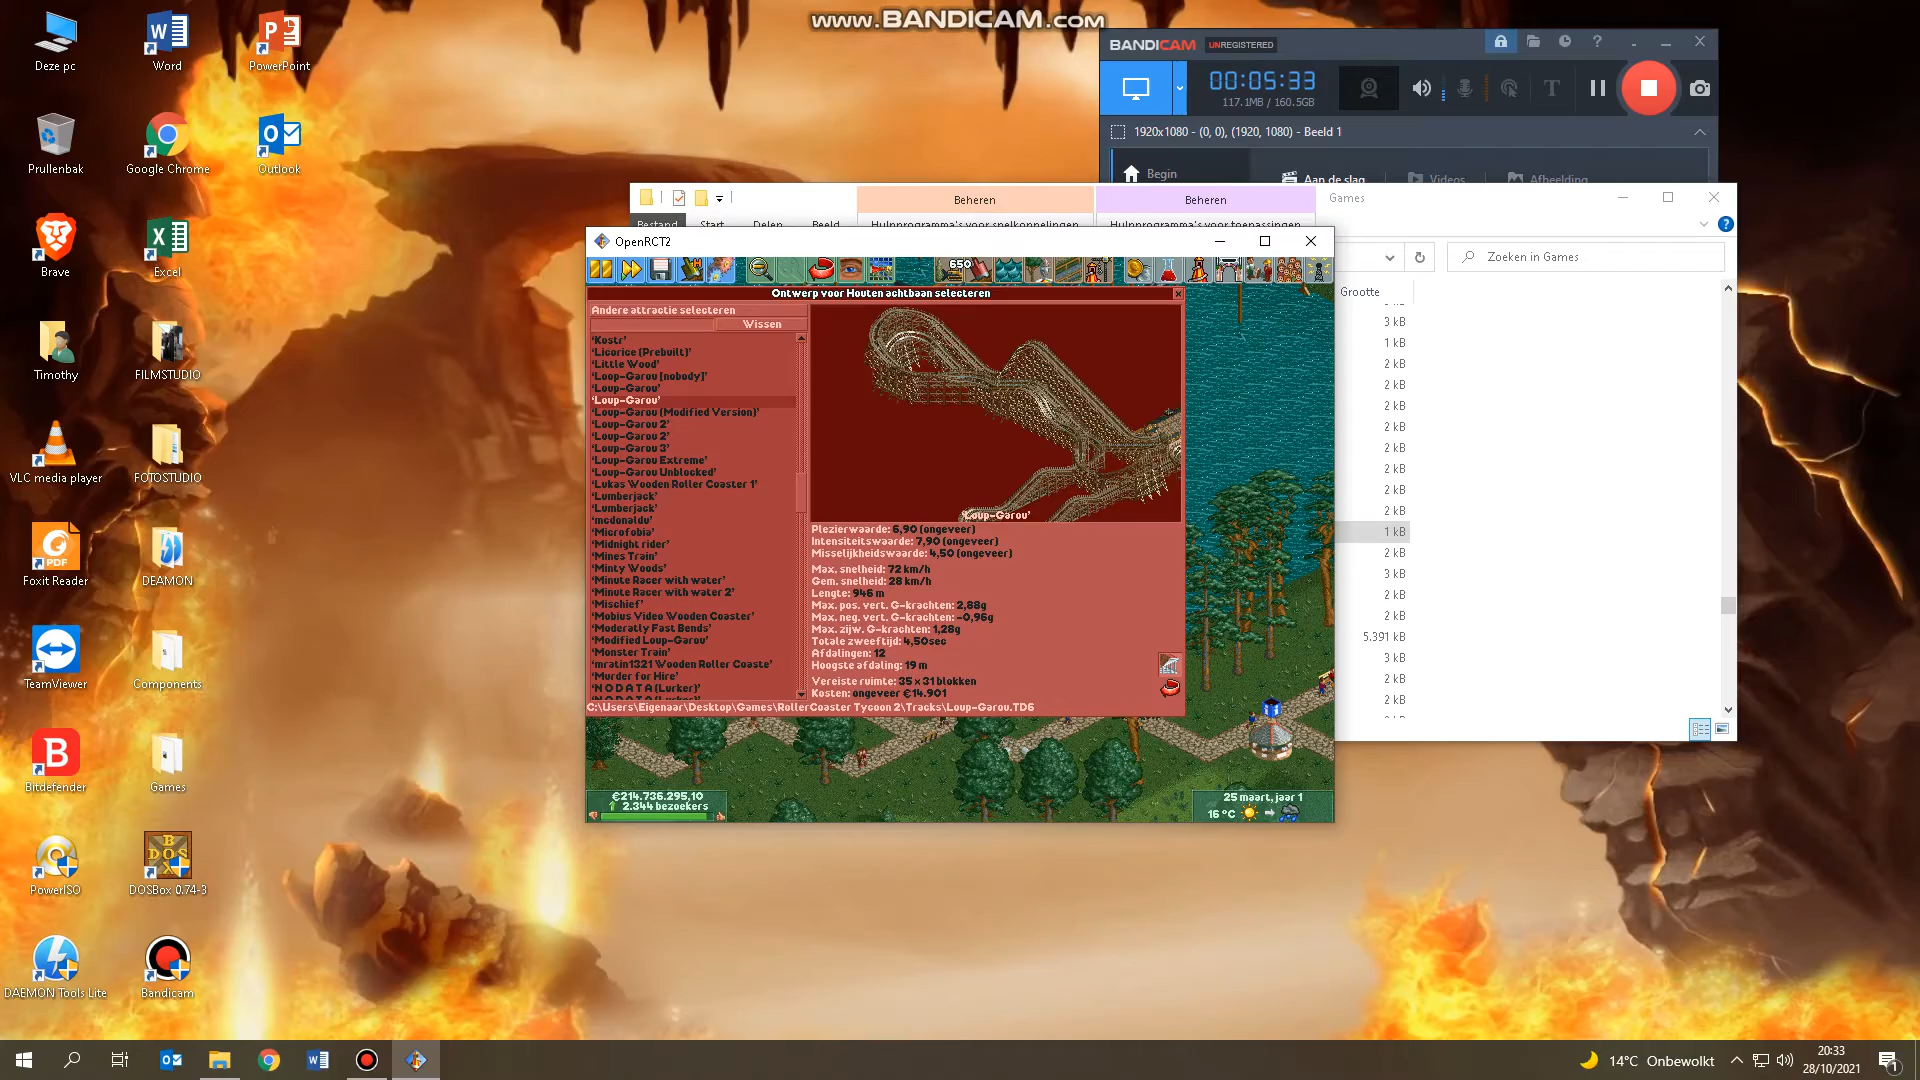 www.BANDICAM.com
Deze pc
Word
PowerPoint
Prullenbak
Google Chrome
Outlook
Brave
Excel
Timothy
FILMSTUDIO
VLC media player
FOTOSTUDIO
Foxit Reader
DEAMON
TeamViewer
Components
Bitdefender
Games
PowerISO
DOSBox 0.74-3
DAEMON Tools Lite
Bandicam
BANDICAM UNREGISTERED
00:05:33
117.1MB / 160.5GB
1920x1080 - (0, 0), (1920, 1080) - Beeld 1
Begin
Aan de slag
Videos
Afbeelding
Beheren
Beheren
Games
Bestand Start Delen Beeld Hulpprogramma's voor snelkoppelingen Hulpprogramma's voor toepassingen
Zoeken in Games
Grootte
3 kB
1 kB
2 kB
2 kB
2 kB
2 kB
2 kB
2 kB
2 kB
2 kB
1 kB
2 kB
3 kB
2 kB
2 kB
5.391 kB
3 kB
2 kB
2 kB
OpenRCT2
650
Ontwerp voor Houten achtbaan selecteren
Andere attractie selecteren
Wissen
'Kostr'
'Licorice (Prebuilt)'
'Little Wood'
'Loop-Garou [nobody]'
'Loup-Garou'
'Loup-Garou'
'Loup-Garou (Modified Version)'
'Loup-Garou 2'
'Loup-Garou 2'
'Loup-Garou 3'
'Loup-Garou Extreme'
'Loup-Garou Unblocked'
'Lukas Wooden Roller Coaster 1'
'Lumberjack'
'Lumberjack'
'mcdonaldu'
'Microfobia'
'Midnight rider'
'Mines Train'
'Minty Woods'
'Minute Racer with water'
'Minute Racer with water 2'
'Mischief'
'Mobius Video Wooden Coaster'
'Moderatly Fast Bends'
'Modified Loup-Garou'
'Monster Train'
'mratin1321 Wooden Roller Coaste'
'Murder for Hire'
'N O D A T A (Lurker)'
'Loup-Garou'
Plezierwaarde: 6,90 (ongeveer)
Intensiteitswaarde: 7,90 (ongeveer)
Misselijkheidswaarde: 4,50 (ongeveer)
Max. snelheid: 72 km/h
Gem. snelheid: 28 km/h
Lengte: 946 m
Max. pos. vert. G-krachten: 2,88g
Max. neg. vert. G-krachten: -0,96g
Max. zijw. G-krachten: 1,28g
Totale zweeftijd: 4,50sec
Afdalingen: 12
Hoogste afdaling: 19 m
Vereiste ruimte: 35 x 31 blokken
Kosten: ongeveer €14.901
C:\Users\Eigenaar\Desktop\Games\RollerCoaster Tycoon 2\Tracks\Loup-Garou.TD6
€214.736.295,10
2.344 bezoekers
25 maart, jaar 1
16 °C
14°C Onbewolkt
20:33
28/10/2021
1